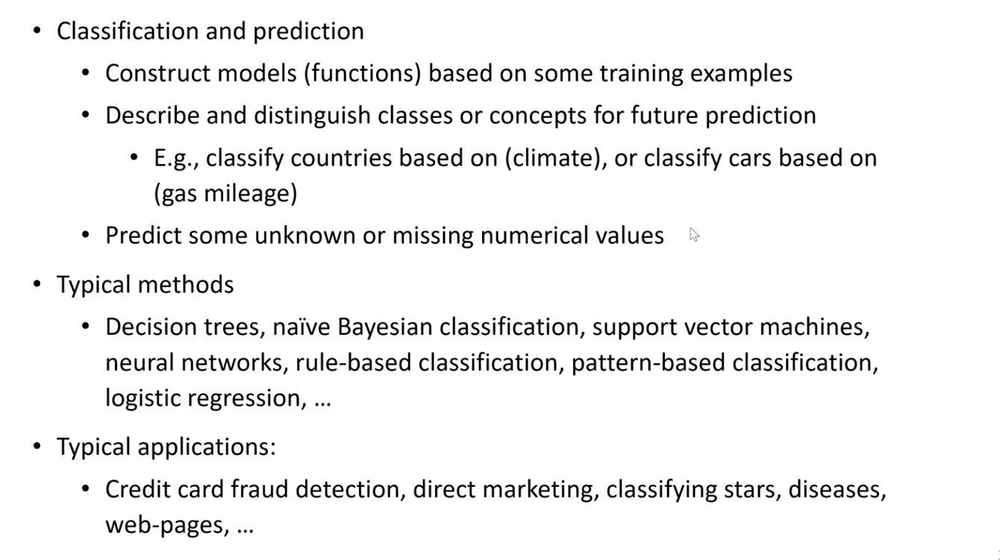 • Classification and prediction
• Construct models (functions) based on some training examples
• Describe and distinguish classes or concepts for future prediction
• E.g., classify countries based on (climate), or classify cars based on
(gas mileage)
• Predict some unknown or missing numerical values
• Typical methods
• Decision trees, naïve Bayesian classification, support vector machines,
neural networks, rule-based classification, pattern-based classification,
logistic regression, ...
• Typical applications:
• Credit card fraud detection, direct marketing, classifying stars, diseases,
web-pages, ...